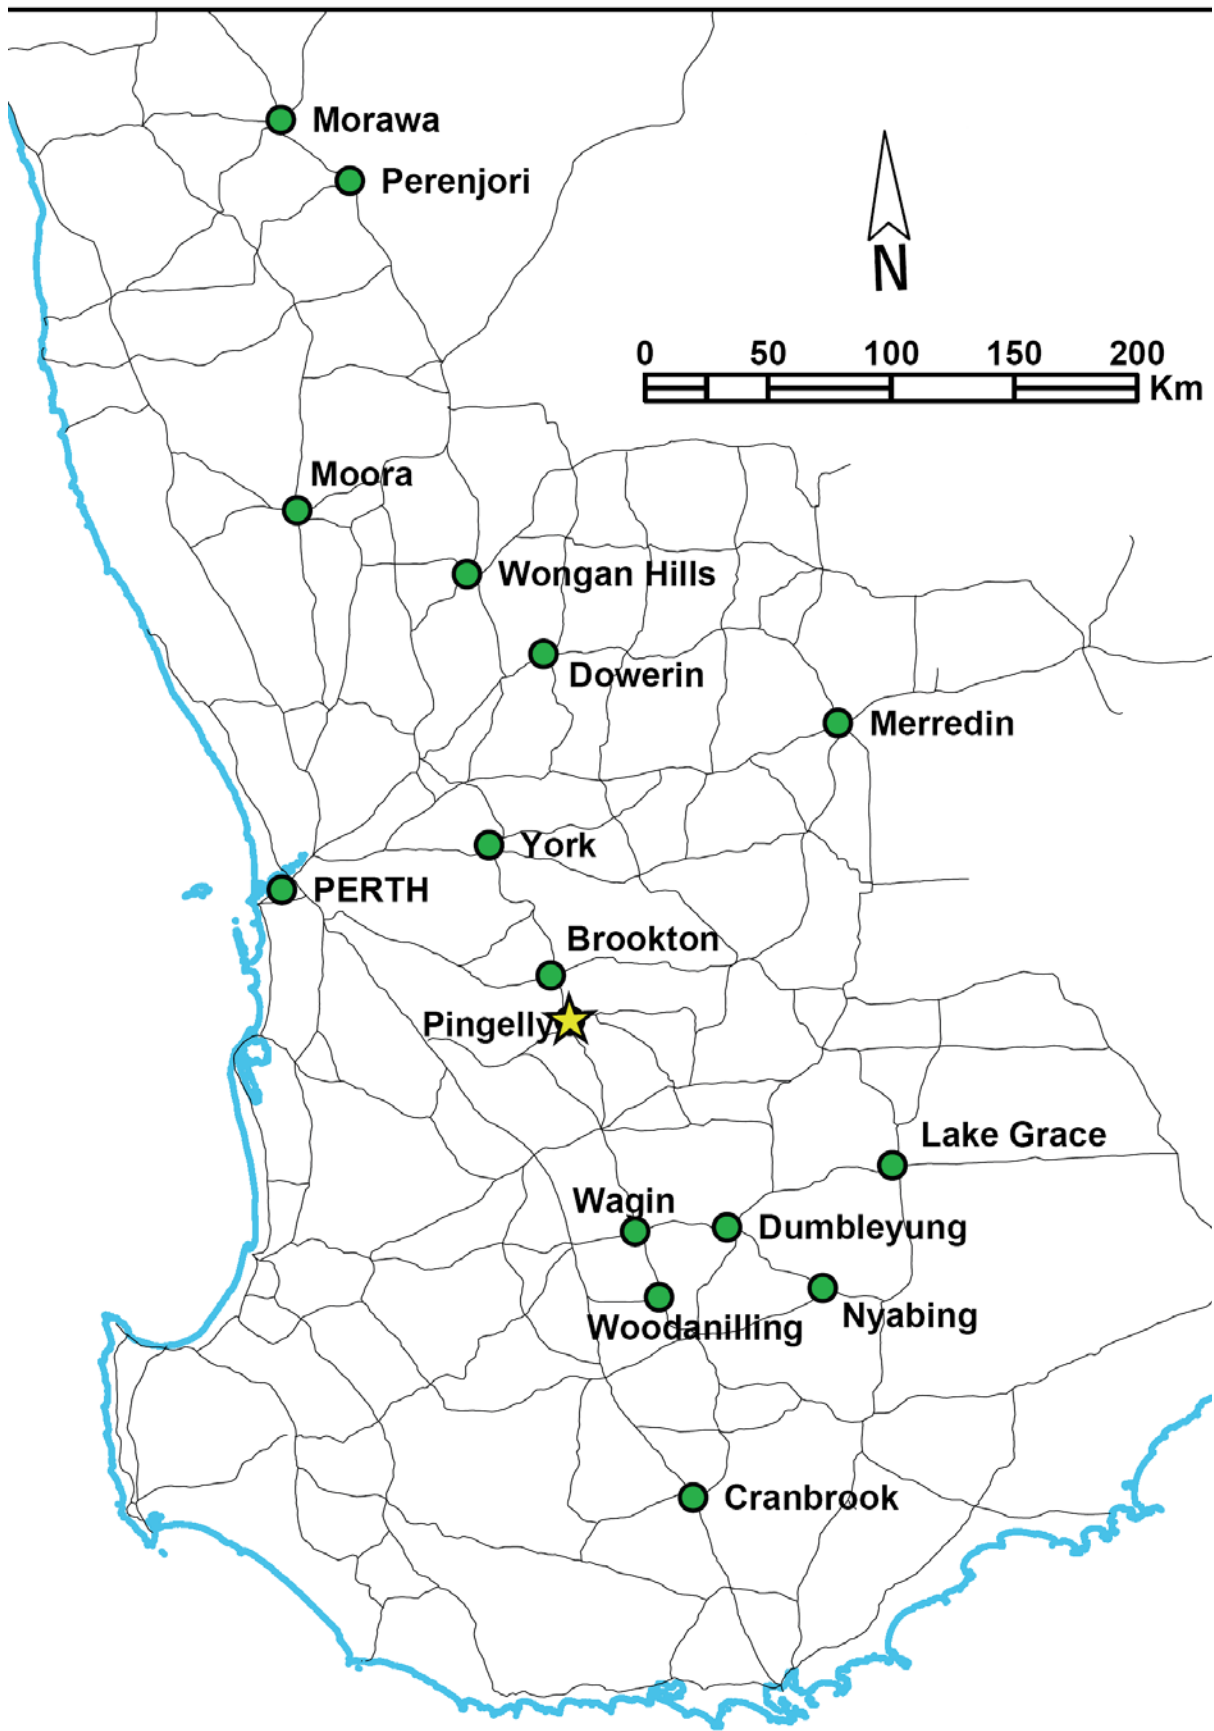 Morawa
Perenjori
N
0 50 100 150 200
Km
Moora
Wongan Hills
Dowerin
Merredin
York
PERTH
Brookton
Pingelly
Lake Grace
Wagin
Dumbleyung
Nyabing
Woodanilling
Cranbrook